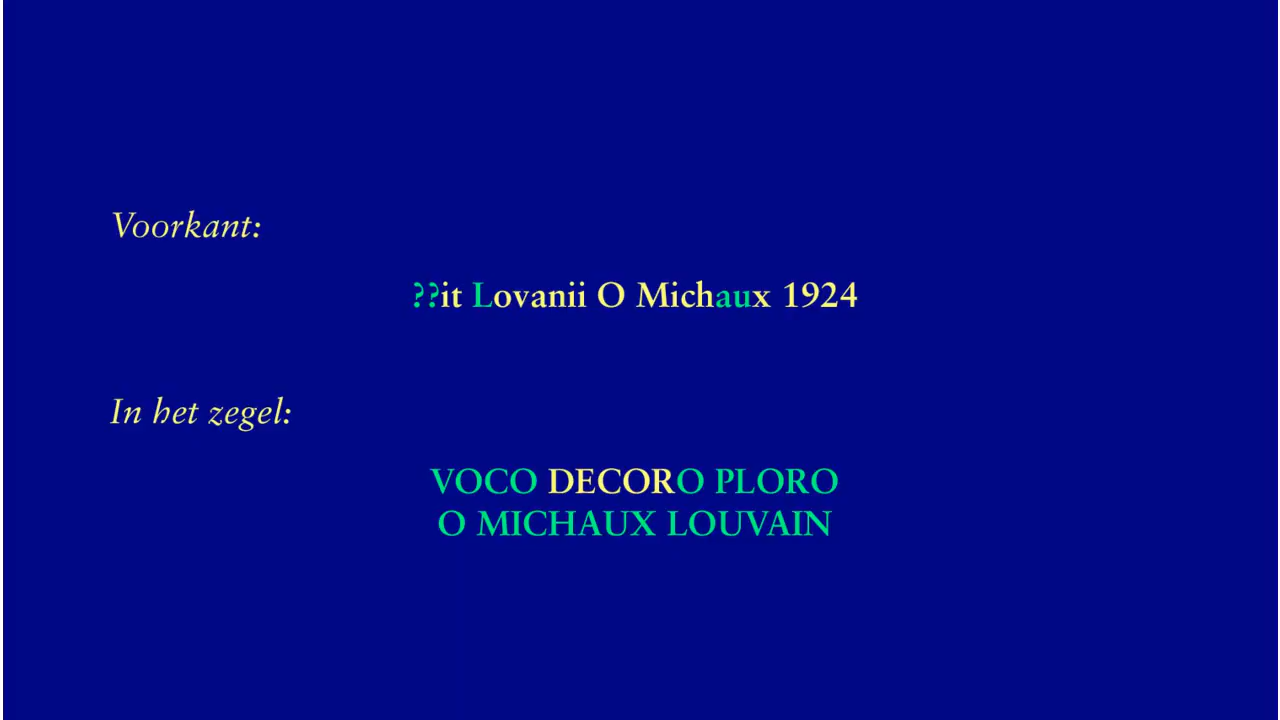 Voorkant:
??it Lovanii O Michaux 1924
In het zegel:
VOCO DECORO PLORO
O MICHAUX LOUVAIN